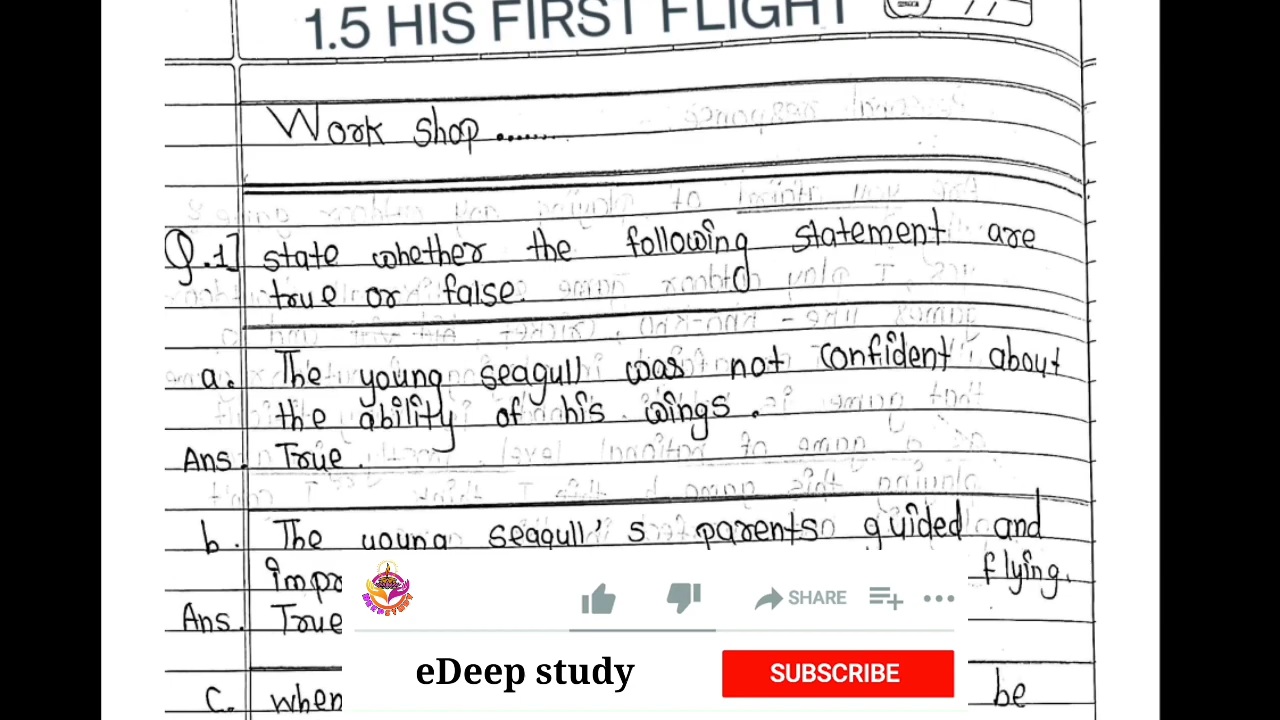 1.5 HIS FIRST FLIGHT
Work shop .......
Q.1] state whether the following statement are
true or false.
a. The young seagull was not confident about
the ability of his wings.
Ans. True.
b. The young seagull's parents guided and
flying.
Ans. True
SHARE
eDeep study
SUBSCRIBE
c. when be